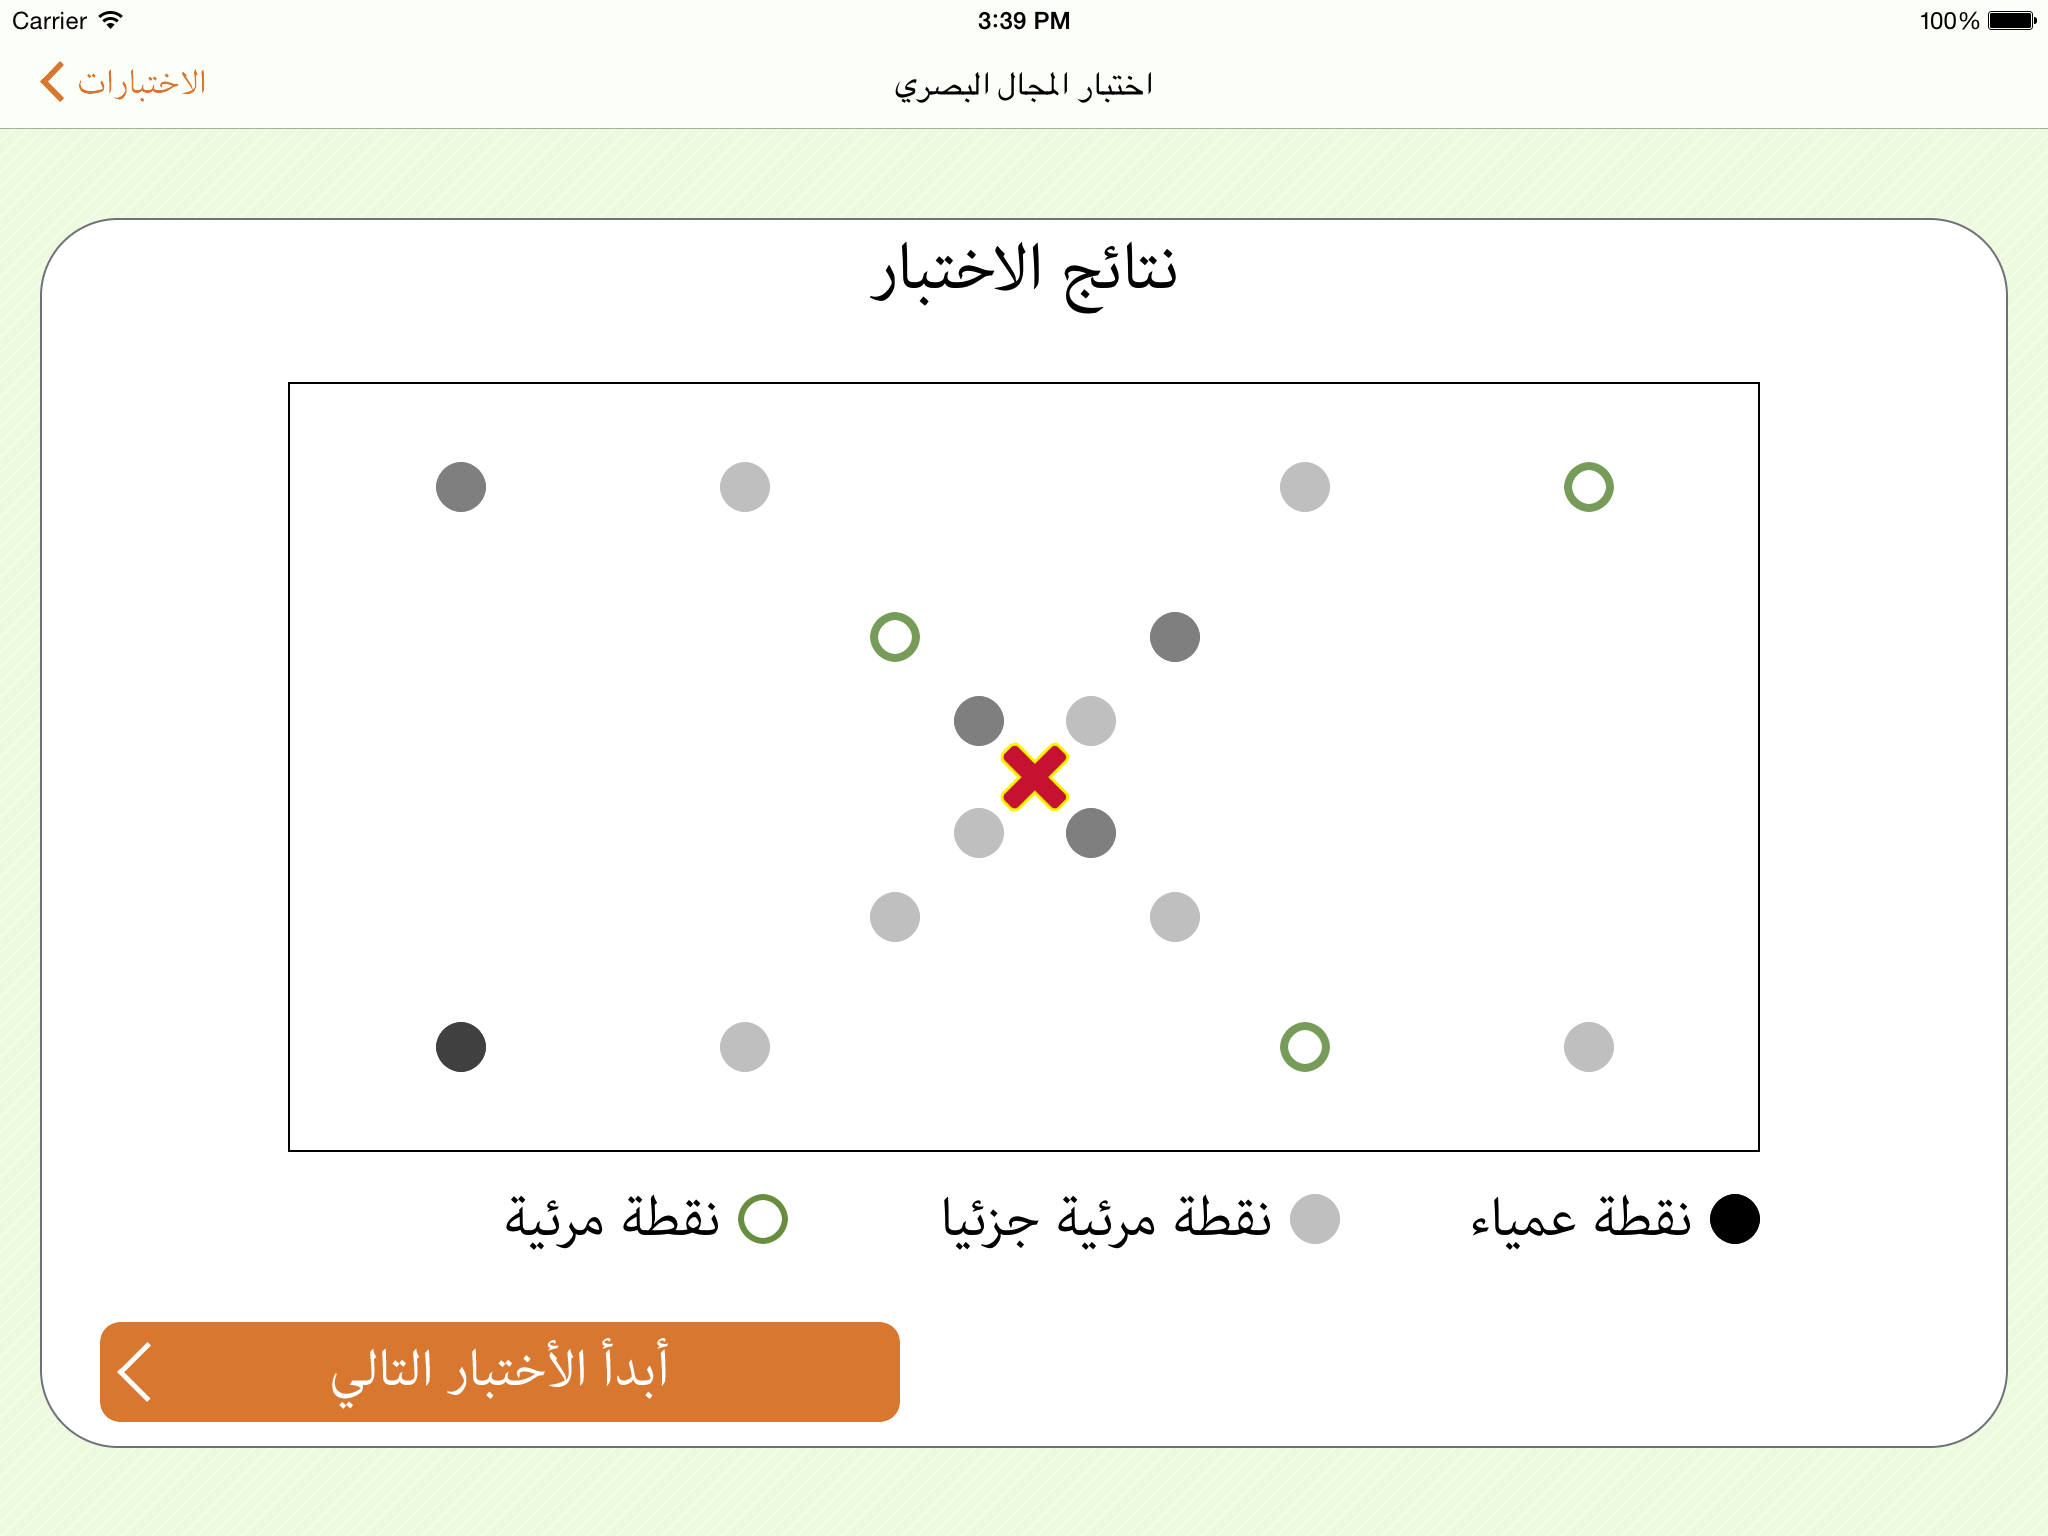 Carrier 3:39 PM 100%
الاختبارات
اختبار المجال البصري
نتائج الاختبار
نقطة عمياء
نقطة مرئية جزئيا
نقطة مرئية
أبدأ الأختبار التالي